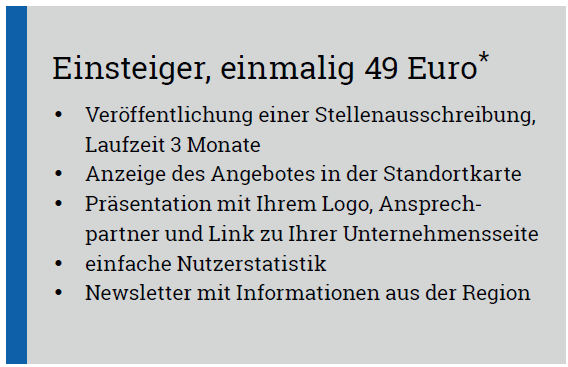 Einsteiger, einmalig 49 Euro*
• Veröffentlichung einer Stellenausschreibung,
Laufzeit 3 Monate
• Anzeige des Angebotes in der Standortkarte
• Präsentation mit Ihrem Logo, Ansprech-
partner und Link zu Ihrer Unternehmensseite
• einfache Nutzerstatistik
• Newsletter mit Informationen aus der Region